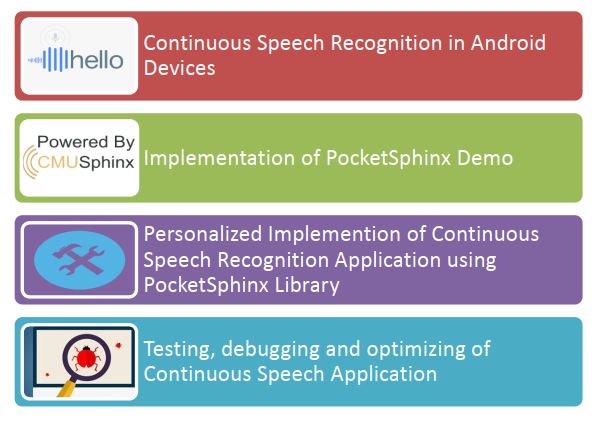 hello
Continuous Speech Recognition in Android
Devices
Powered By
CMUSphinx
Implementation of PocketSphinx Demo
Personalized Implemention of Continuous
Speech Recognition Application using
PocketSphinx Library
Testing, debugging and optimizing of
Continuous Speech Application